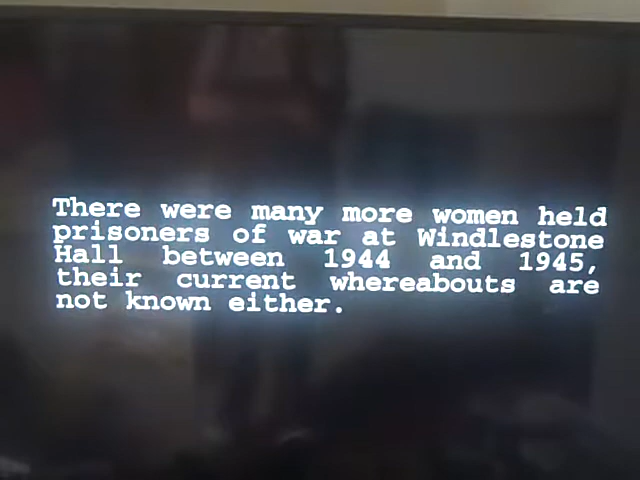 There were many more women held
prisoners of war at Windlestone
Hall between 1944 and 1945,
their current whereabouts are
not known either.